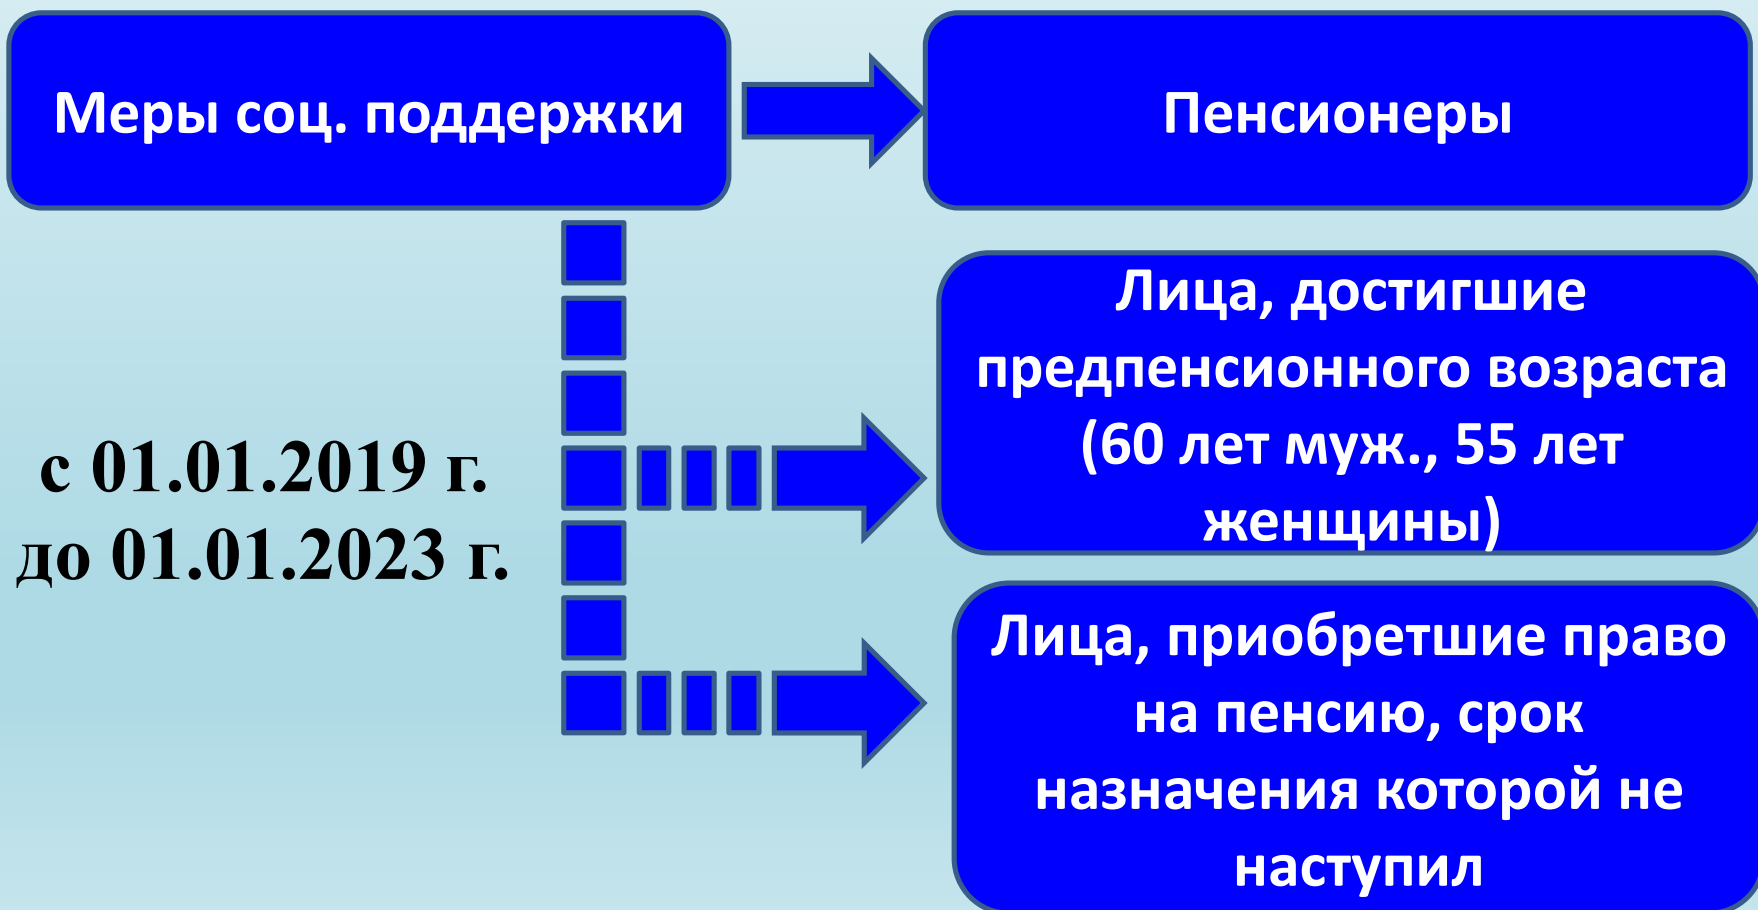 Меры соц. поддержки
Пенсионеры
Лица, достигшие
предпенсионного возраста
(60 лет муж., 55 лет
женщины)
с 01.01.2019 г.
до 01.01.2023 г.
Лица, приобретшие право
на пенсию, срок
назначения которой не
наступил